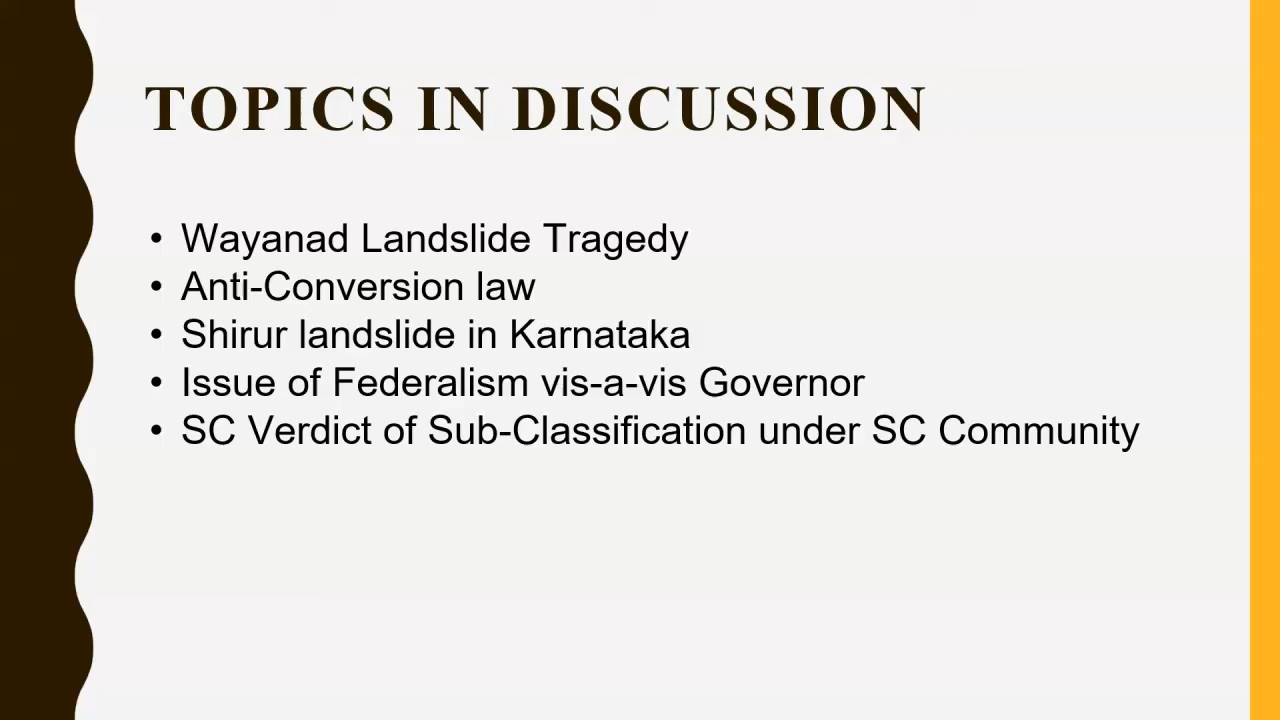 TOPICS IN DISCUSSION
• Wayanad Landslide Tragedy
• Anti-Conversion law
• Shirur landslide in Karnataka
• Issue of Federalism vis-a-vis Governor
• SC Verdict of Sub-Classification under SC Community